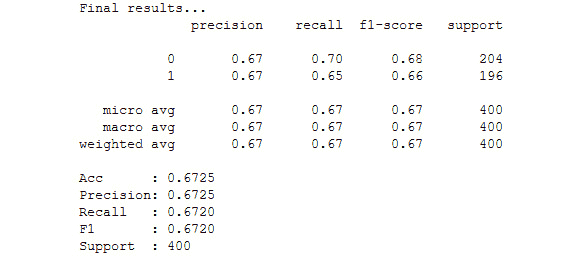 Final results...
precision recall f1-score support
0 0.67 0.70 0.68 204
1 0.67 0.65 0.66 196
micro avg 0.67 0.67 0.67 400
macro avg 0.67 0.67 0.67 400
weighted avg 0.67 0.67 0.67 400
Acc : 0.6725
Precision: 0.6725
Recall : 0.6720
F1 : 0.6720
Support : 400